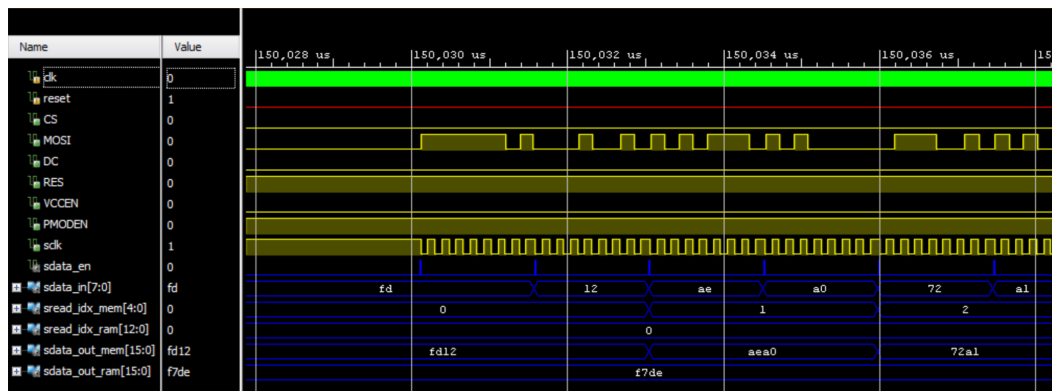 Name Value
150,028 us 150,030 us 150,032 us 150,034 us 150,036 us 15
clk 0
reset 1
CS 0
MOSI 0
DC 0
RES 0
VCCEN 0
PMODEN 0
sclk 1
sdata_en 0
sdata_in[7:0] fd fd 12 ae a0 72 a1
sread_idx_mem[4:0] 0 0 1 2
sread_idx_ram[12:0] 0 0
sdata_out_mem[15:0] fd12 fd12 aea0 72a1
sdata_out_ram[15:0] f7de f7de